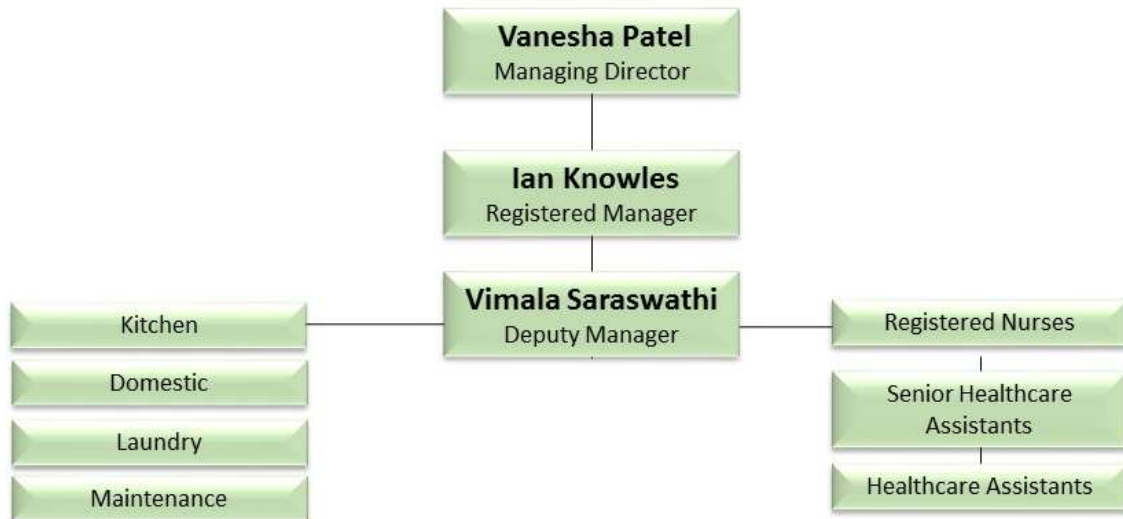 Vanesha Patel
Managing Director
Ian Knowles
Registered Manager
Vimala Saraswathi
Deputy Manager
Kitchen
Domestic
Laundry
Maintenance
Registered Nurses
Senior Healthcare
Assistants
Healthcare Assistants